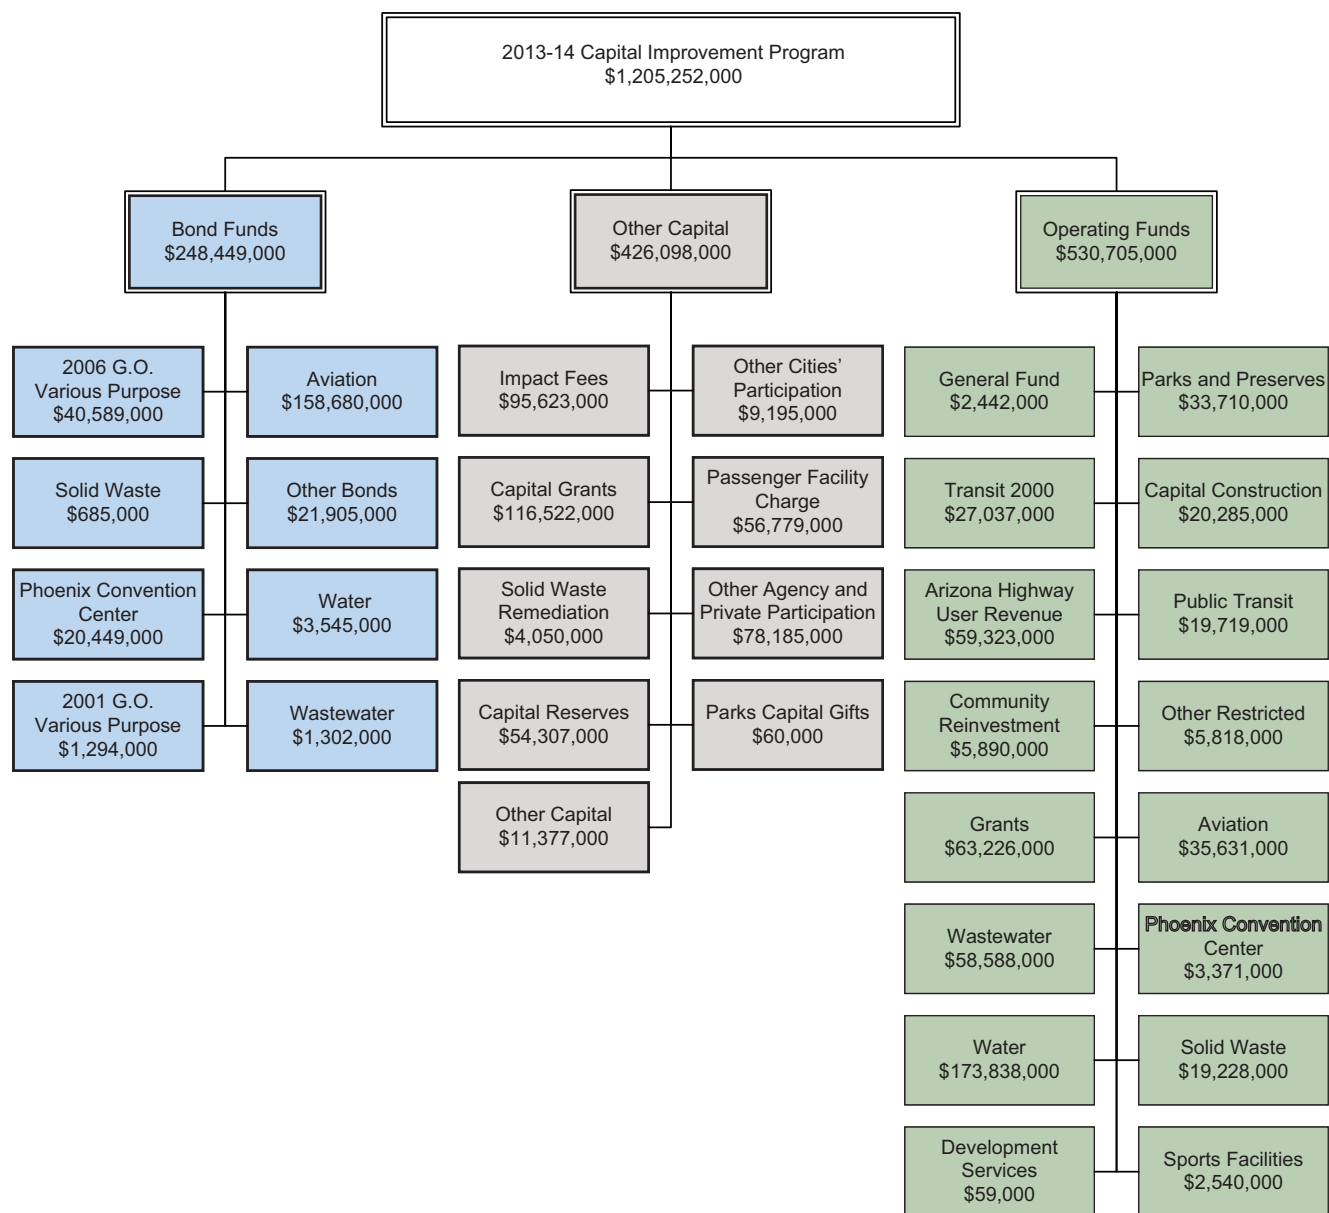 2013-14 Capital Improvement Program
$1,205,252,000
Bond Funds
$248,449,000
Other Capital
$426,098,000
Operating Funds
$530,705,000
2006 G.O.
Various Purpose
$40,589,000
Aviation
$158,680,000
Solid Waste
$685,000
Other Bonds
$21,905,000
Phoenix Convention
Center
$20,449,000
Water
$3,545,000
2001 G.O.
Various Purpose
$1,294,000
Wastewater
$1,302,000
Impact Fees
$95,623,000
Other Cities’
Participation
$9,195,000
Capital Grants
$116,522,000
Passenger Facility
Charge
$56,779,000
Solid Waste
Remediation
$4,050,000
Other Agency and
Private Participation
$78,185,000
Capital Reserves
$54,307,000
Parks Capital Gifts
$60,000
Other Capital
$11,377,000
General Fund
$2,442,000
Parks and Preserves
$33,710,000
Transit 2000
$27,037,000
Capital Construction
$20,285,000
Arizona Highway
User Revenue
$59,323,000
Public Transit
$19,719,000
Community
Reinvestment
$5,890,000
Other Restricted
$5,818,000
Grants
$63,226,000
Aviation
$35,631,000
Wastewater
$58,588,000
Phoenix Convention
Center
$3,371,000
Water
$173,838,000
Solid Waste
$19,228,000
Development
Services
$59,000
Sports Facilities
$2,540,000